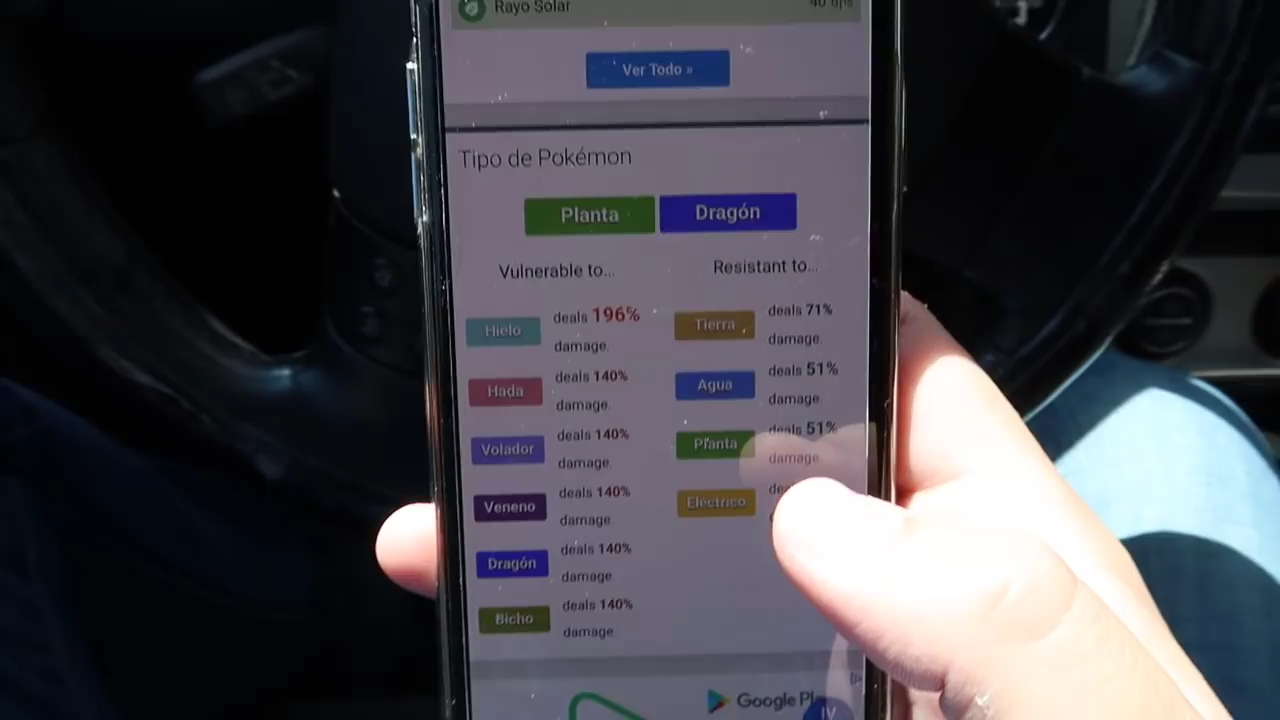 Rayo Solar
Ver Todo »
Tipo de Pokémon
Planta Dragón
Vulnerable to... Resistant to...
Hielo deals 196% damage.
Tierra deals 71% damage.
Hada deals 140% damage.
Agua deals 51% damage.
Volador deals 140% damage.
Planta deals 51% damage.
Veneno deals 140% damage.
Eléctrico
Dragón deals 140% damage.
Bicho deals 140% damage.
Google
IV